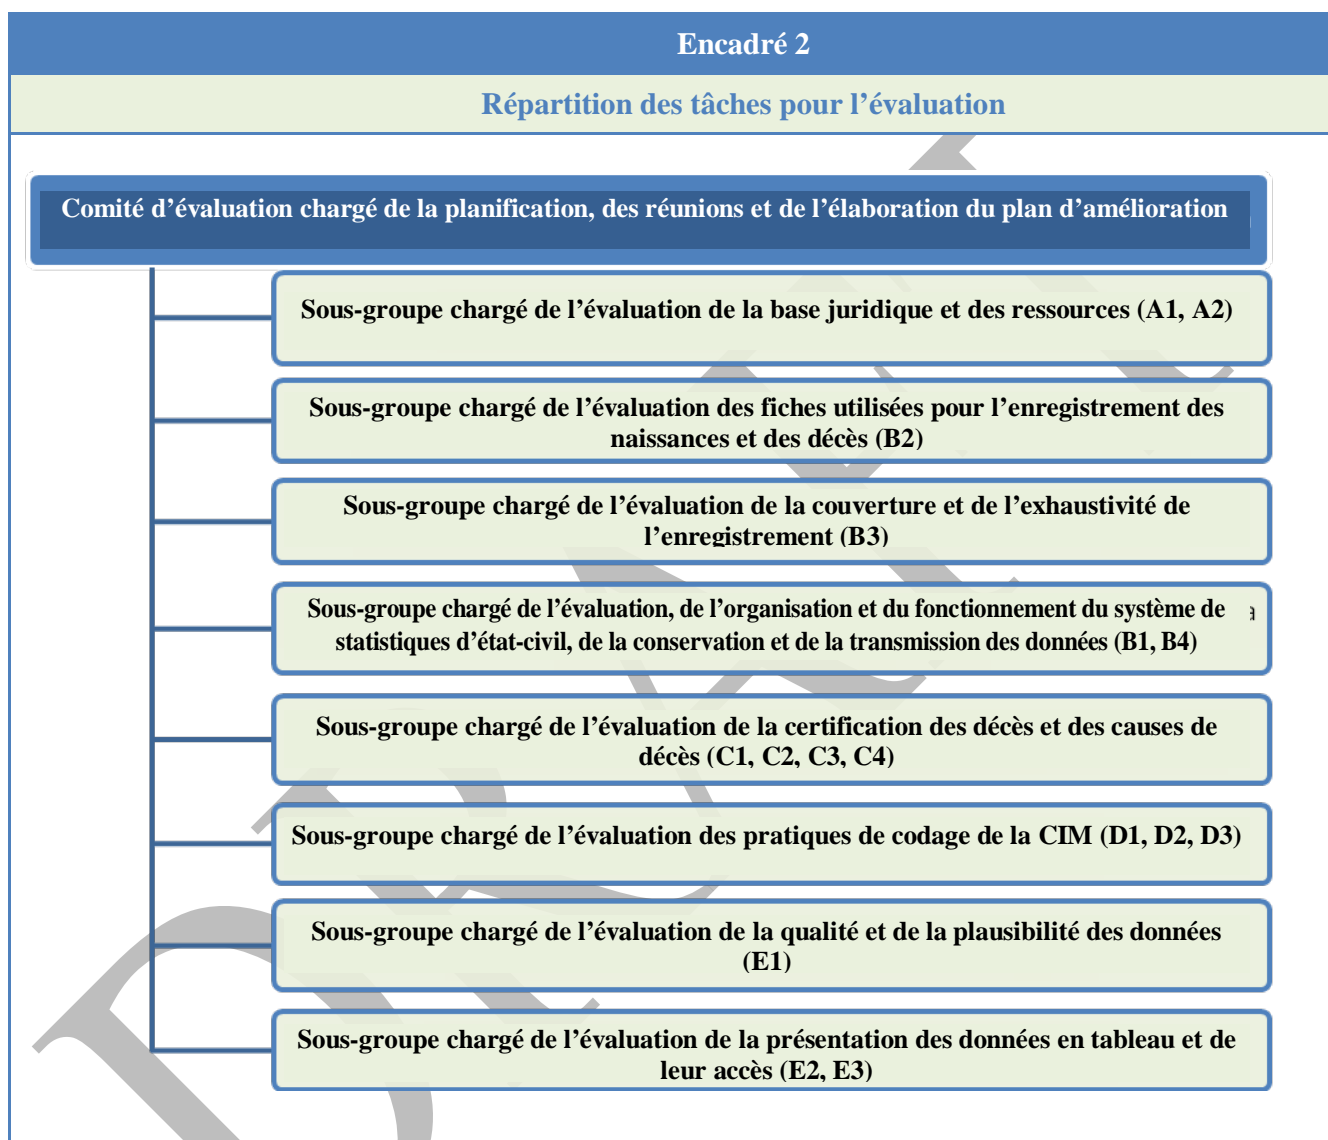 Encadré 2
Répartition des tâches pour l’évaluation
Comité d’évaluation chargé de la planification, des réunions et de l’élaboration du plan d’amélioration
Sous-groupe chargé de l’évaluation de la base juridique et des ressources (A1, A2)
Sous-groupe chargé de l’évaluation des fiches utilisées pour l’enregistrement des
naissances et des décès (B2)
Sous-groupe chargé de l’évaluation de la couverture et de l’exhaustivité de
l’enregistrement (B3)
Sous-groupe chargé de l’évaluation, de l’organisation et du fonctionnement du système de
statistiques d’état-civil, de la conservation et de la transmission des données (B1, B4)
Sous-groupe chargé de l’évaluation de la certification des décès et des causes de
décès (C1, C2, C3, C4)
Sous-groupe chargé de l’évaluation des pratiques de codage de la CIM (D1, D2, D3)
Sous-groupe chargé de l’évaluation de la qualité et de la plausibilité des données
(E1)
Sous-groupe chargé de l’évaluation de la présentation des données en tableau et de
leur accès (E2, E3)